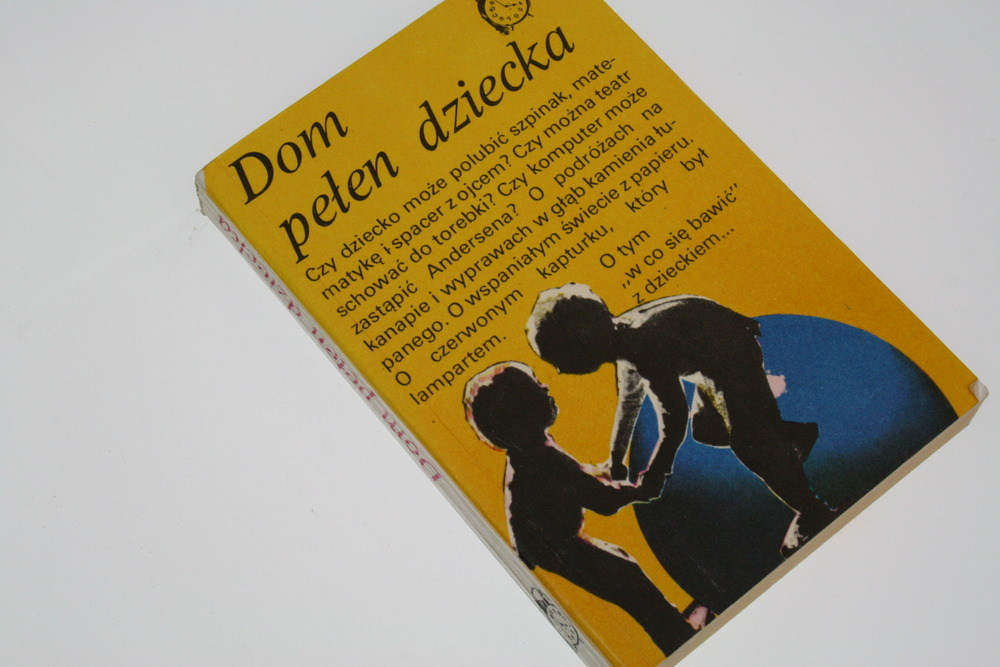 Dom
pełen dziecka
Czy dziecko może polubić szpinak, mate-
matykę i spacer z ojcem? Czy można teatr
schować do torebki? Czy komputer może
zastąpić Andersena? O podróżach na
kanapie i wyprawach w głąb kamienia łu-
panego. O wspaniałym świecie z papieru.
O czerwonym kapturku, który był
lampartem.
O tym
„w co się bawić”
z dzieckiem...
Dom pełen dziecka